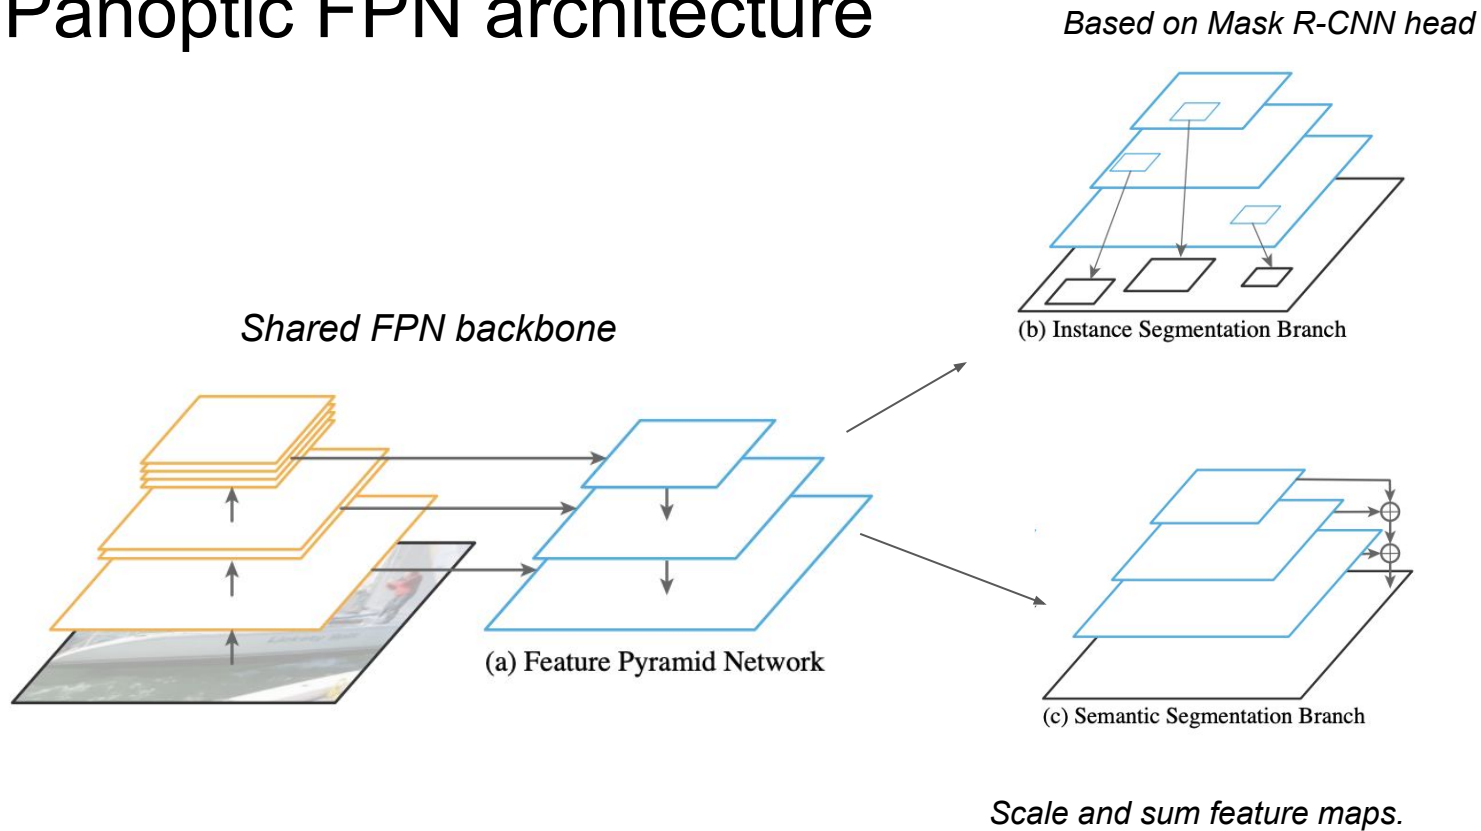 Panoptic FPN architecture
Based on Mask R-CNN head
(b) Instance Segmentation Branch
Shared FPN backbone
(a) Feature Pyramid Network
(c) Semantic Segmentation Branch
Scale and sum feature maps.